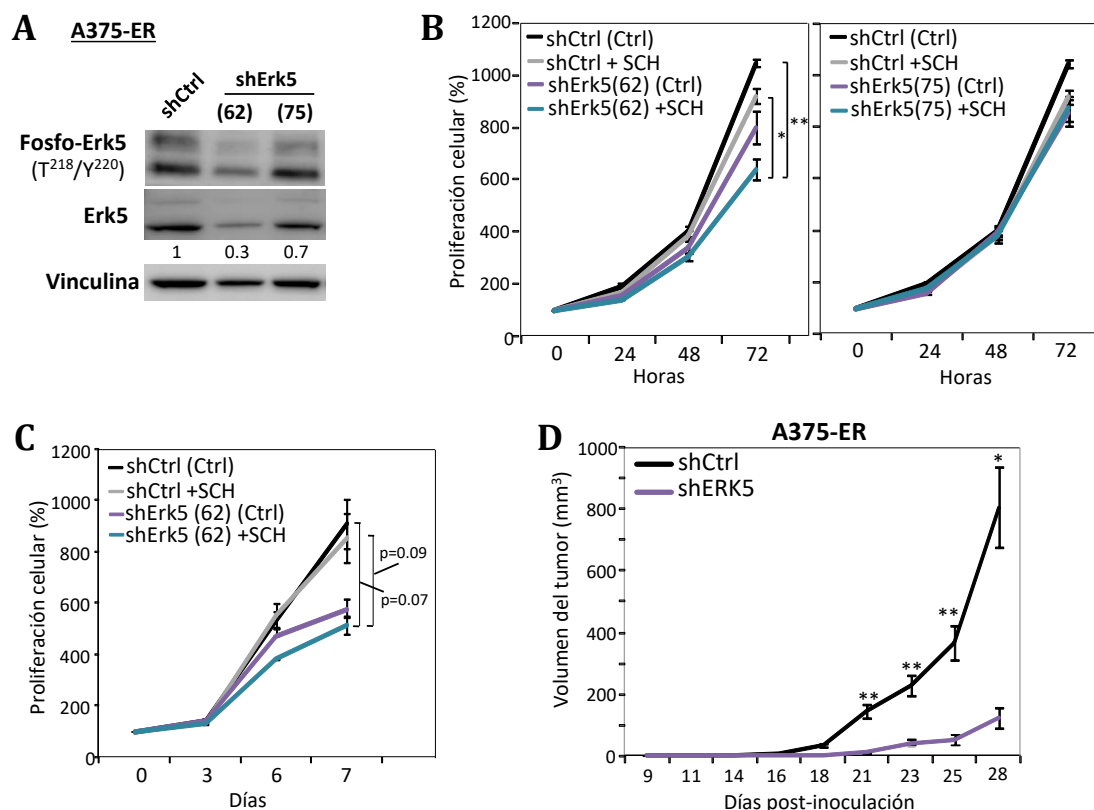 A
A375-ER
shCtrl
shErk5
(62) (75)
Fosfo-Erk5
(T²¹⁸/Y²²⁰)
Erk5
1 0.3 0.7
Vinculina
B
Proliferación celular (%)
1200
1000
800
600
400
200
0
shCtrl (Ctrl)
shCtrl + SCH
shErk5(62) (Ctrl)
shErk5(62) +SCH
*
**
0 24 48 72
Horas
shCtrl (Ctrl)
shCtrl +SCH
shErk5(75) (Ctrl)
shErk5(75) +SCH
0 24 48 72
Horas
C
Proliferación celular (%)
1200
1000
800
600
400
200
0
shCtrl (Ctrl)
shCtrl +SCH
shErk5 (62) (Ctrl)
shErk5 (62) +SCH
p=0.09
p=0.07
0 3 6 7
Días
D
A375-ER
Volumen del tumor (mm³)
1000
800
600
400
200
0
shCtrl
shERK5
**
**
**
*
9 11 14 16 18 21 23 25 28
Días post-inoculación